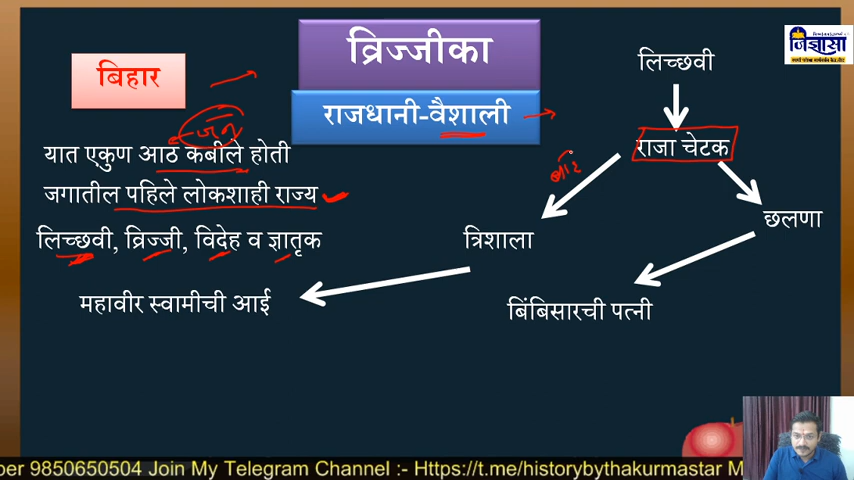 व्रिज्जीका
जिज्ञासा
बिहार
लिच्छवी
राजधानी-वैशाली
जन
राजा चेटक
यात एकुण आठ कबीले होती
जगातील पहिले लोकशाही राज्य
छलणा
लिच्छवी, व्रिज्जी, विदेह व ज्ञातृक
त्रिशाला
महावीर स्वामीची आई
बिंबिसारची पत्नी
ber 9850650504 Join My Telegram Channel :- Https://t.me/historybythakurmastar M